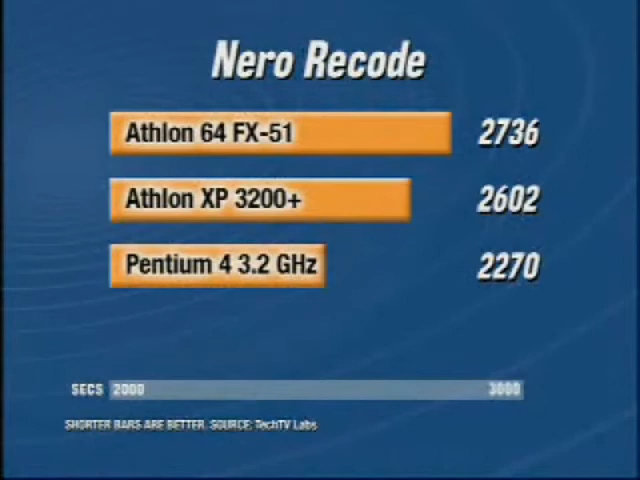 Nero Recode
Athlon 64 FX-51 2736
Athlon XP 3200+ 2602
Pentium 4 3.2 GHz 2270
SECS 2000 3000
SHORTER BARS ARE BETTER. SOURCE: TechTV Labs